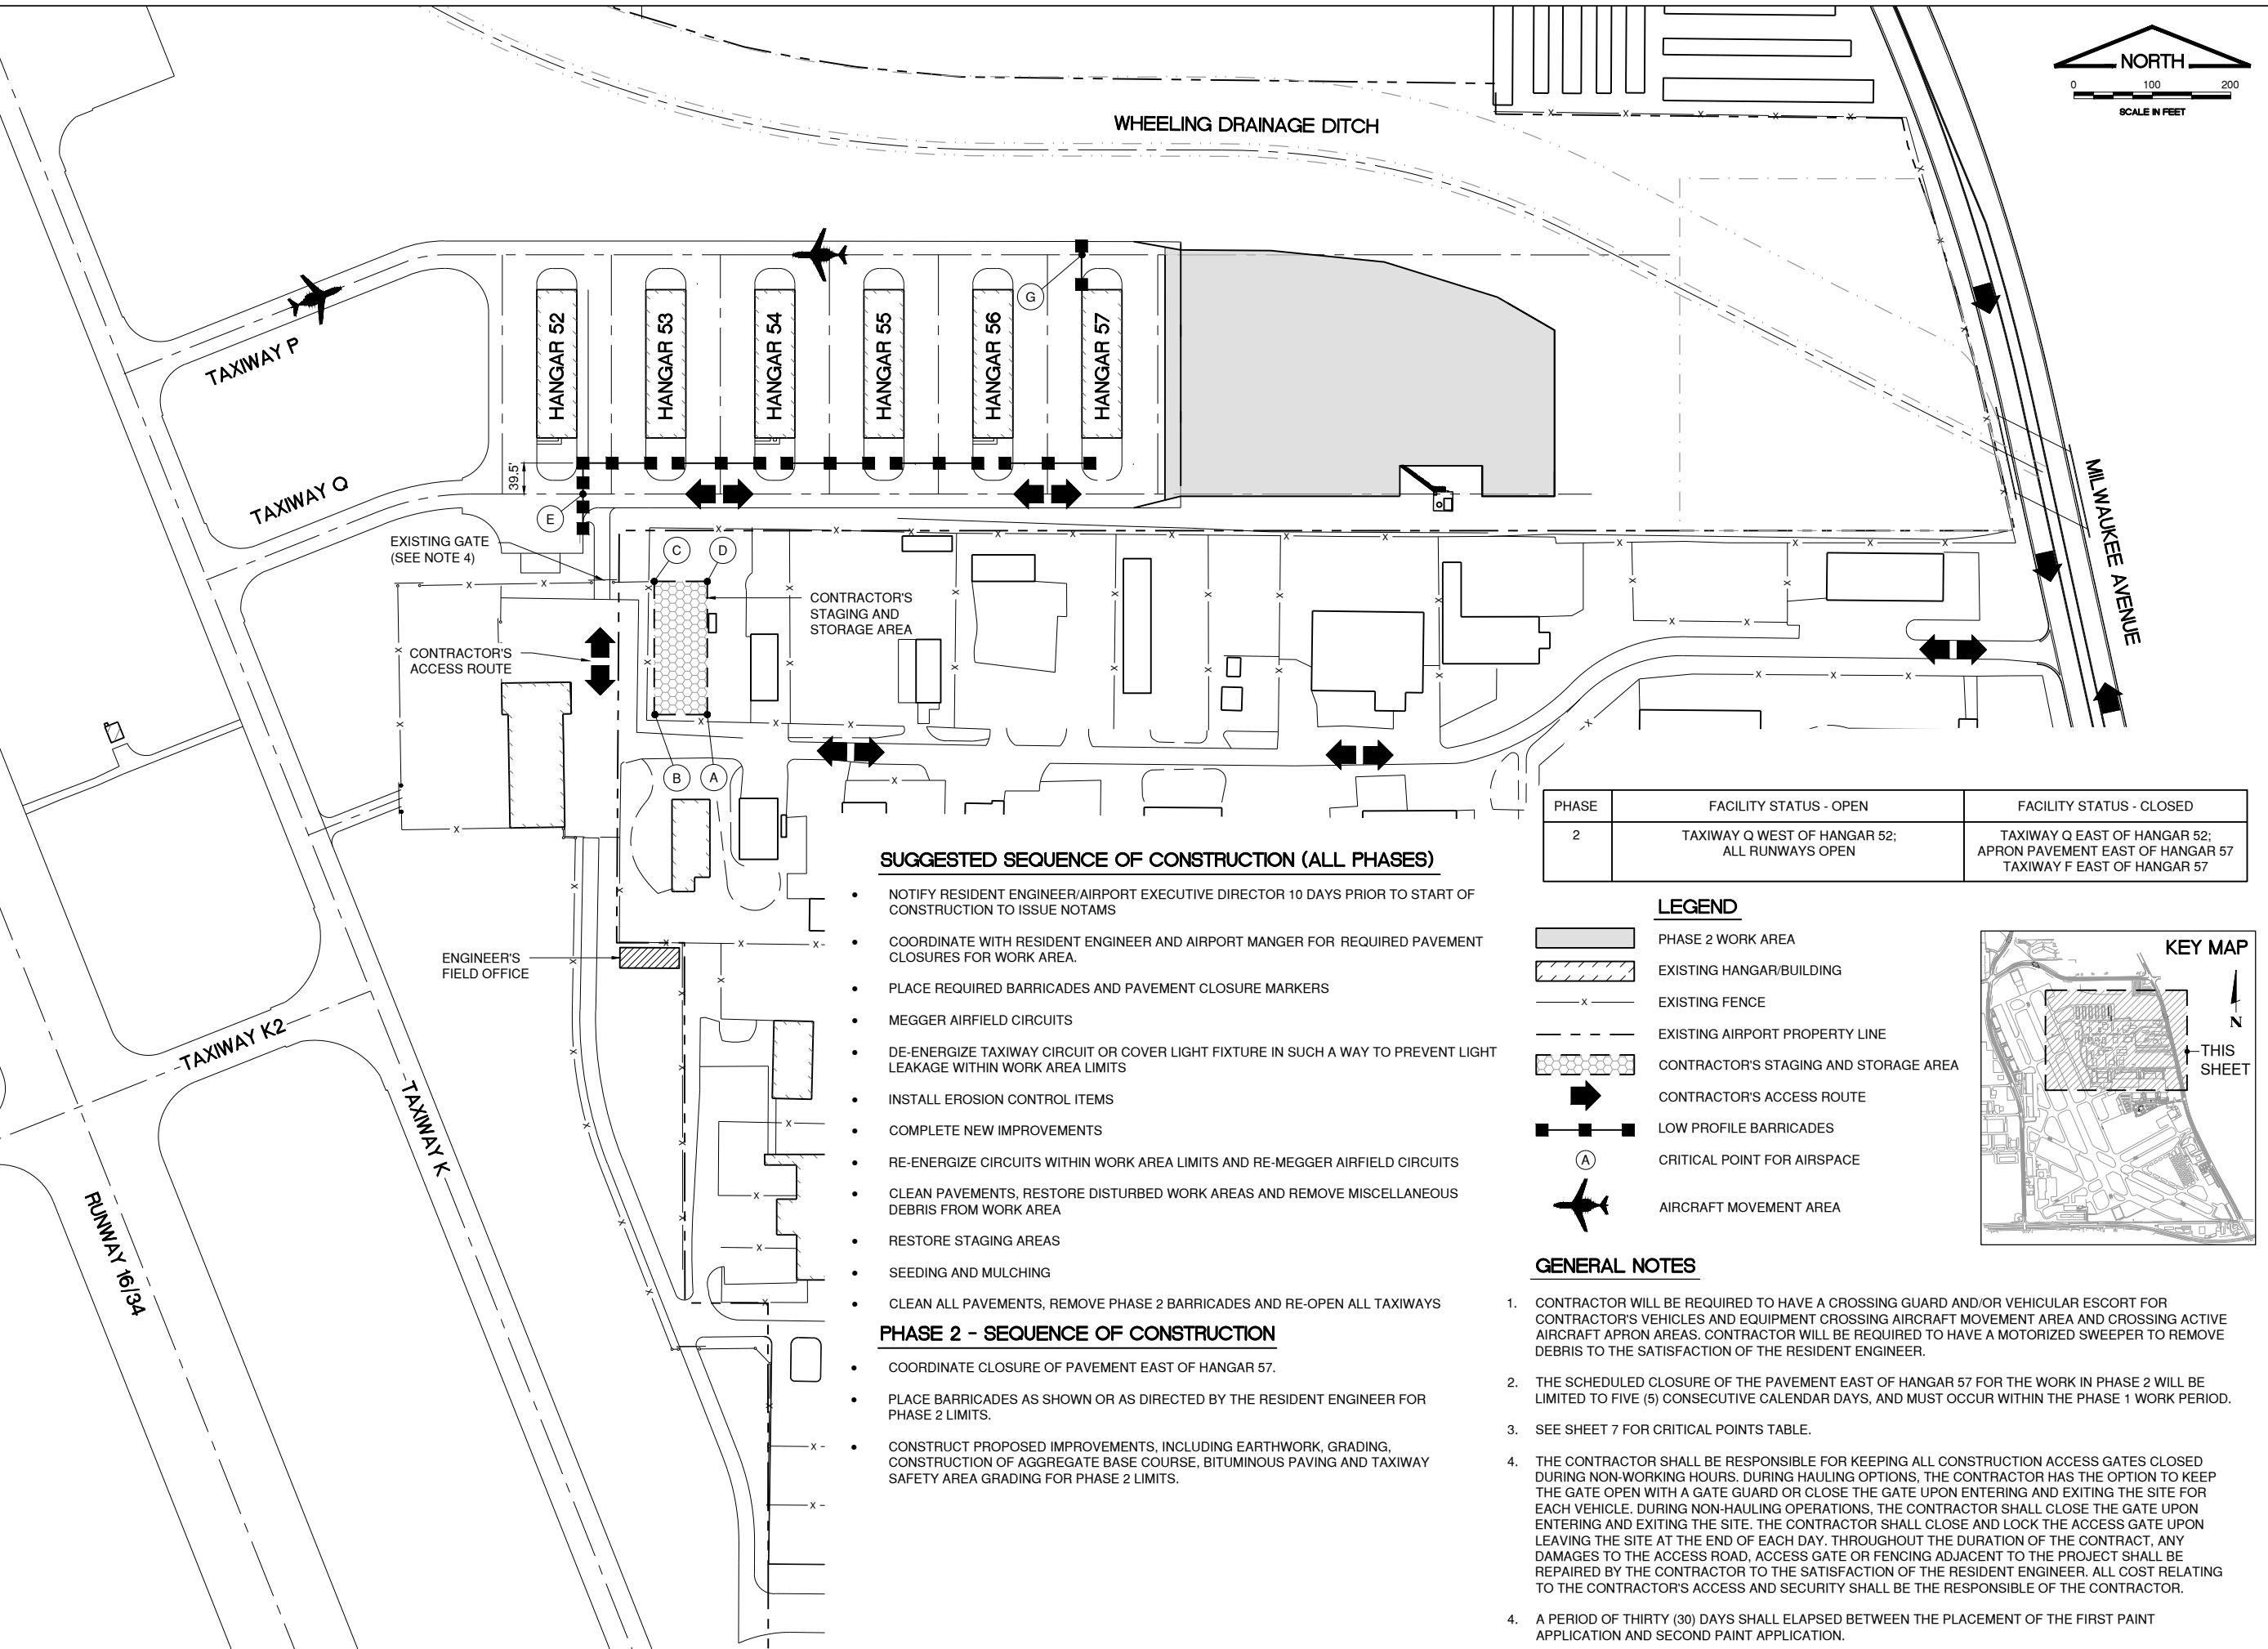 NORTH
0 100 200
SCALE IN FEET
WHEELING DRAINAGE DITCH
TAXIWAY P
TAXIWAY Q
HANGAR 52
HANGAR 53
HANGAR 54
HANGAR 55
HANGAR 56
HANGAR 57
G
39.5'
E
EXISTING GATE
(SEE NOTE 4)
C
D
CONTRACTOR'S
STAGING AND
STORAGE AREA
CONTRACTOR'S
ACCESS ROUTE
B
A
MILWAUKEE AVENUE
ENGINEER'S
FIELD OFFICE
TAXIWAY K2
TAXIWAY K
RUNWAY 16/34
PHASE FACILITY STATUS - OPEN FACILITY STATUS - CLOSED
2 TAXIWAY Q WEST OF HANGAR 52; TAXIWAY Q EAST OF HANGAR 52;
ALL RUNWAYS OPEN APRON PAVEMENT EAST OF HANGAR 57
TAXIWAY F EAST OF HANGAR 57
SUGGESTED SEQUENCE OF CONSTRUCTION (ALL PHASES)
• NOTIFY RESIDENT ENGINEER/AIRPORT EXECUTIVE DIRECTOR 10 DAYS PRIOR TO START OF
CONSTRUCTION TO ISSUE NOTAMS
• COORDINATE WITH RESIDENT ENGINEER AND AIRPORT MANGER FOR REQUIRED PAVEMENT
CLOSURES FOR WORK AREA.
• PLACE REQUIRED BARRICADES AND PAVEMENT CLOSURE MARKERS
• MEGGER AIRFIELD CIRCUITS
• DE-ENERGIZE TAXIWAY CIRCUIT OR COVER LIGHT FIXTURE IN SUCH A WAY TO PREVENT LIGHT
LEAKAGE WITHIN WORK AREA LIMITS
• INSTALL EROSION CONTROL ITEMS
• COMPLETE NEW IMPROVEMENTS
• RE-ENERGIZE CIRCUITS WITHIN WORK AREA LIMITS AND RE-MEGGER AIRFIELD CIRCUITS
• CLEAN PAVEMENTS, RESTORE DISTURBED WORK AREAS AND REMOVE MISCELLANEOUS
DEBRIS FROM WORK AREA
• RESTORE STAGING AREAS
• SEEDING AND MULCHING
• CLEAN ALL PAVEMENTS, REMOVE PHASE 2 BARRICADES AND RE-OPEN ALL TAXIWAYS
PHASE 2 - SEQUENCE OF CONSTRUCTION
• COORDINATE CLOSURE OF PAVEMENT EAST OF HANGAR 57.
• PLACE BARRICADES AS SHOWN OR AS DIRECTED BY THE RESIDENT ENGINEER FOR
PHASE 2 LIMITS.
• CONSTRUCT PROPOSED IMPROVEMENTS, INCLUDING EARTHWORK, GRADING,
CONSTRUCTION OF AGGREGATE BASE COURSE, BITUMINOUS PAVING AND TAXIWAY
SAFETY AREA GRADING FOR PHASE 2 LIMITS.
LEGEND
PHASE 2 WORK AREA
EXISTING HANGAR/BUILDING
EXISTING FENCE
EXISTING AIRPORT PROPERTY LINE
CONTRACTOR'S STAGING AND STORAGE AREA
CONTRACTOR'S ACCESS ROUTE
LOW PROFILE BARRICADES
A CRITICAL POINT FOR AIRSPACE
AIRCRAFT MOVEMENT AREA
KEY MAP
N
THIS
SHEET
GENERAL NOTES
1. CONTRACTOR WILL BE REQUIRED TO HAVE A CROSSING GUARD AND/OR VEHICULAR ESCORT FOR
CONTRACTOR'S VEHICLES AND EQUIPMENT CROSSING AIRCRAFT MOVEMENT AREA AND CROSSING ACTIVE
AIRCRAFT APRON AREAS. CONTRACTOR WILL BE REQUIRED TO HAVE A MOTORIZED SWEEPER TO REMOVE
DEBRIS TO THE SATISFACTION OF THE RESIDENT ENGINEER.
2. THE SCHEDULED CLOSURE OF THE PAVEMENT EAST OF HANGAR 57 FOR THE WORK IN PHASE 2 WILL BE
LIMITED TO FIVE (5) CONSECUTIVE CALENDAR DAYS, AND MUST OCCUR WITHIN THE PHASE 1 WORK PERIOD.
3. SEE SHEET 7 FOR CRITICAL POINTS TABLE.
4. THE CONTRACTOR SHALL BE RESPONSIBLE FOR KEEPING ALL CONSTRUCTION ACCESS GATES CLOSED
DURING NON-WORKING HOURS. DURING HAULING OPTIONS, THE CONTRACTOR HAS THE OPTION TO KEEP
THE GATE OPEN WITH A GATE GUARD OR CLOSE THE GATE UPON ENTERING AND EXITING THE SITE FOR
EACH VEHICLE. DURING NON-HAULING OPERATIONS, THE CONTRACTOR SHALL CLOSE THE GATE UPON
ENTERING AND EXITING THE SITE. THE CONTRACTOR SHALL CLOSE AND LOCK THE ACCESS GATE UPON
LEAVING THE SITE AT THE END OF EACH DAY. THROUGHOUT THE DURATION OF THE CONTRACT, ANY
DAMAGES TO THE ACCESS ROAD, ACCESS GATE OR FENCING ADJACENT TO THE PROJECT SHALL BE
REPAIRED BY THE CONTRACTOR TO THE SATISFACTION OF THE RESIDENT ENGINEER. ALL COST RELATING
TO THE CONTRACTOR'S ACCESS AND SECURITY SHALL BE THE RESPONSIBLE OF THE CONTRACTOR.
4. A PERIOD OF THIRTY (30) DAYS SHALL ELAPSED BETWEEN THE PLACEMENT OF THE FIRST PAINT
APPLICATION AND SECOND PAINT APPLICATION.